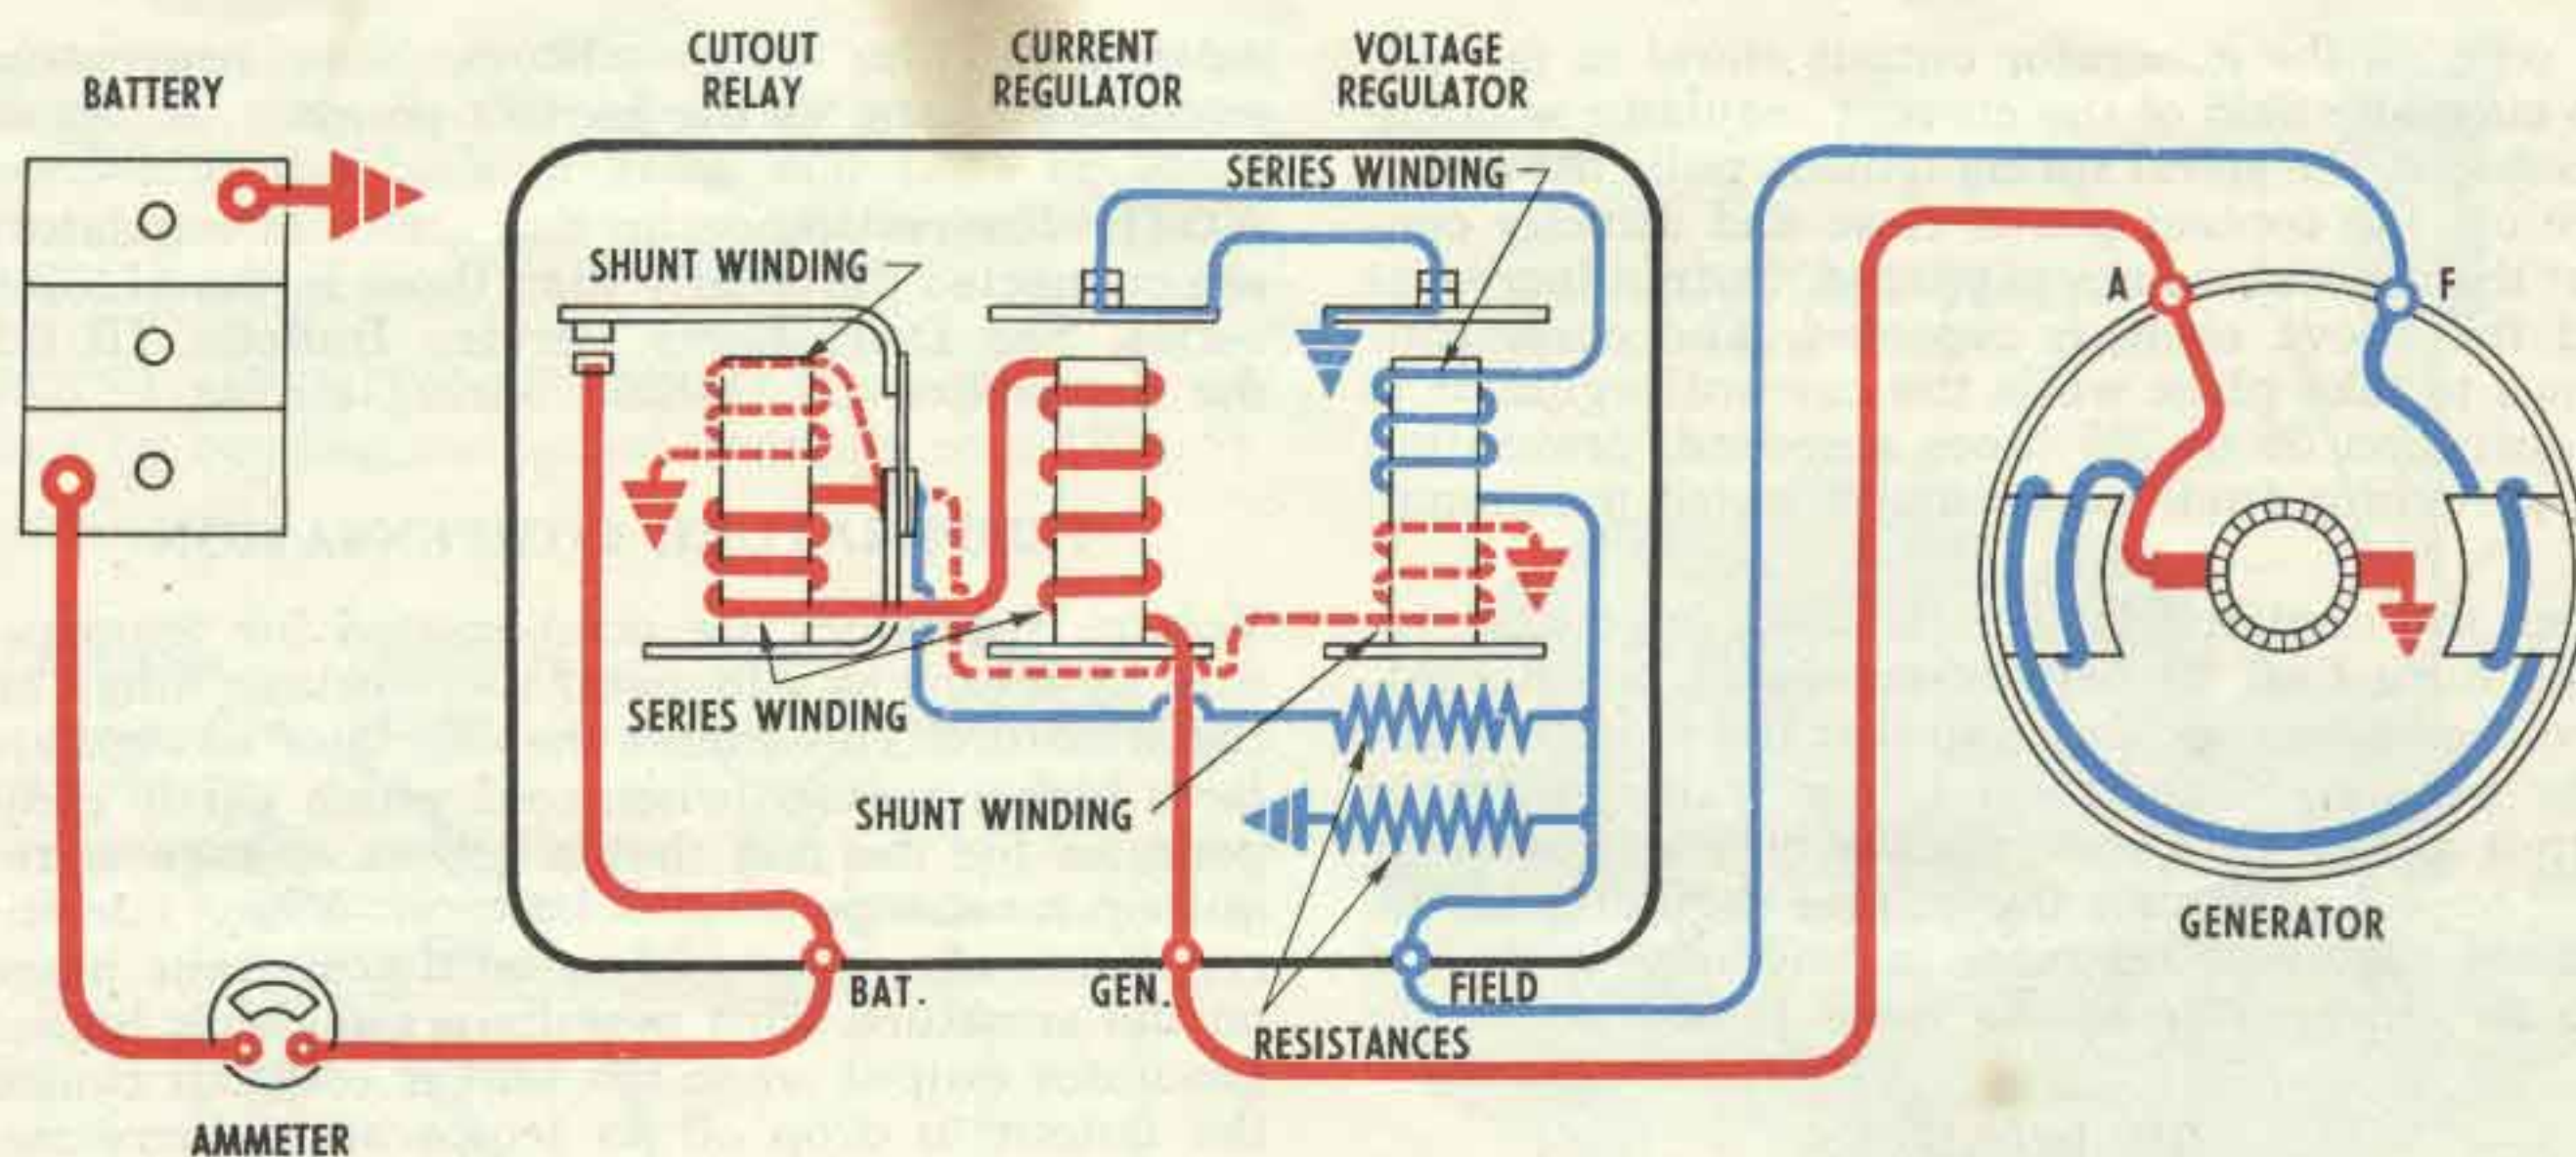 BATTERY
CUTOUT
RELAY
CURRENT
REGULATOR
VOLTAGE
REGULATOR
SERIES WINDING
SHUNT WINDING
A
F
SERIES WINDING
SHUNT WINDING
BAT.
GEN.
FIELD
RESISTANCES
GENERATOR
AMMETER